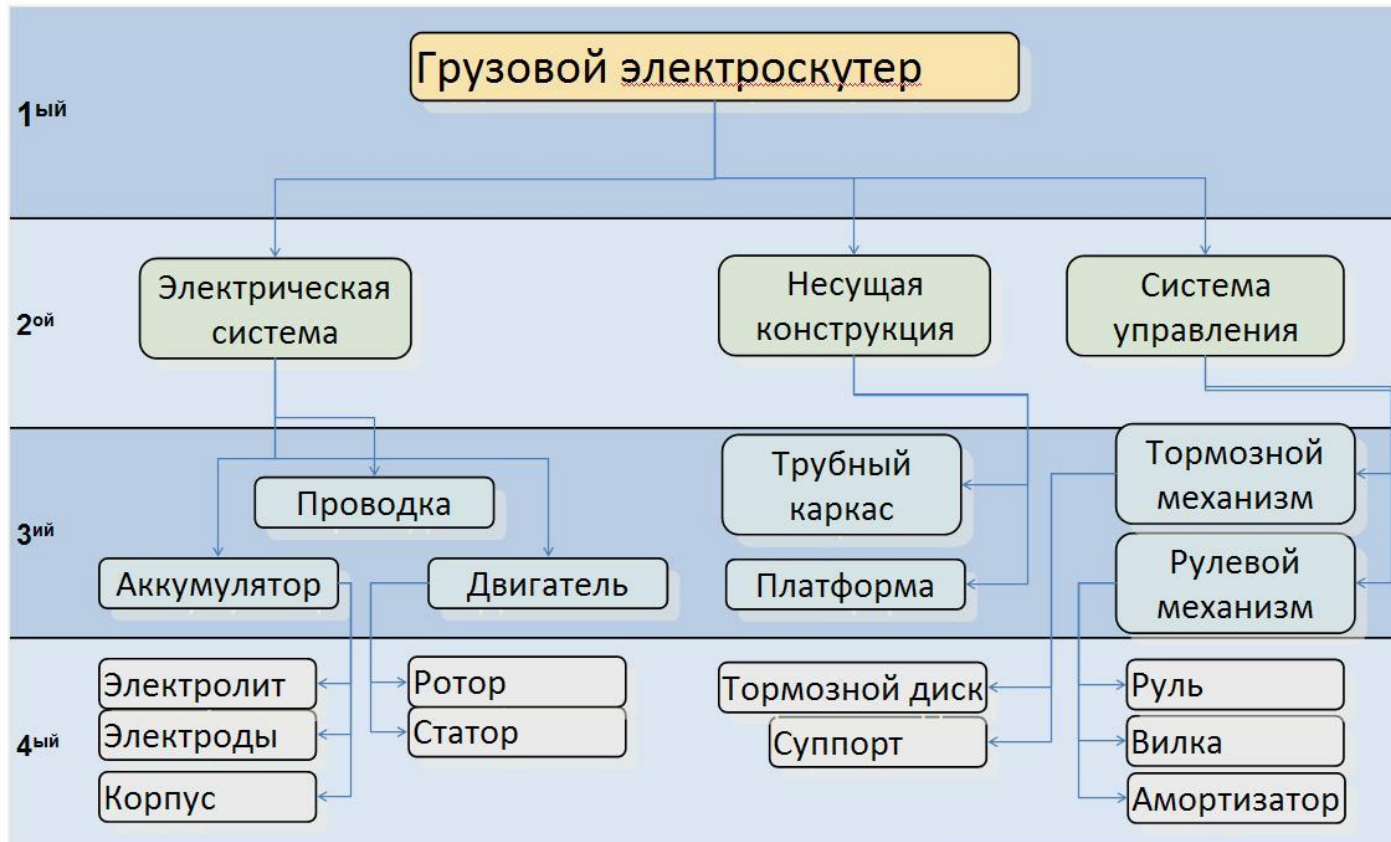 Грузовой электроскутер
1ый
Электрическая
система
Несущая
конструкция
Система
управления
2ой
Трубный
каркас
Тормозной
механизм
Проводка
3ий
Аккумулятор
Двигатель
Платформа
Рулевой
механизм
Электролит
Ротор
Тормозной диск
Руль
Электроды
Статор
Суппорт
Вилка
4ый
Корпус
Амортизатор